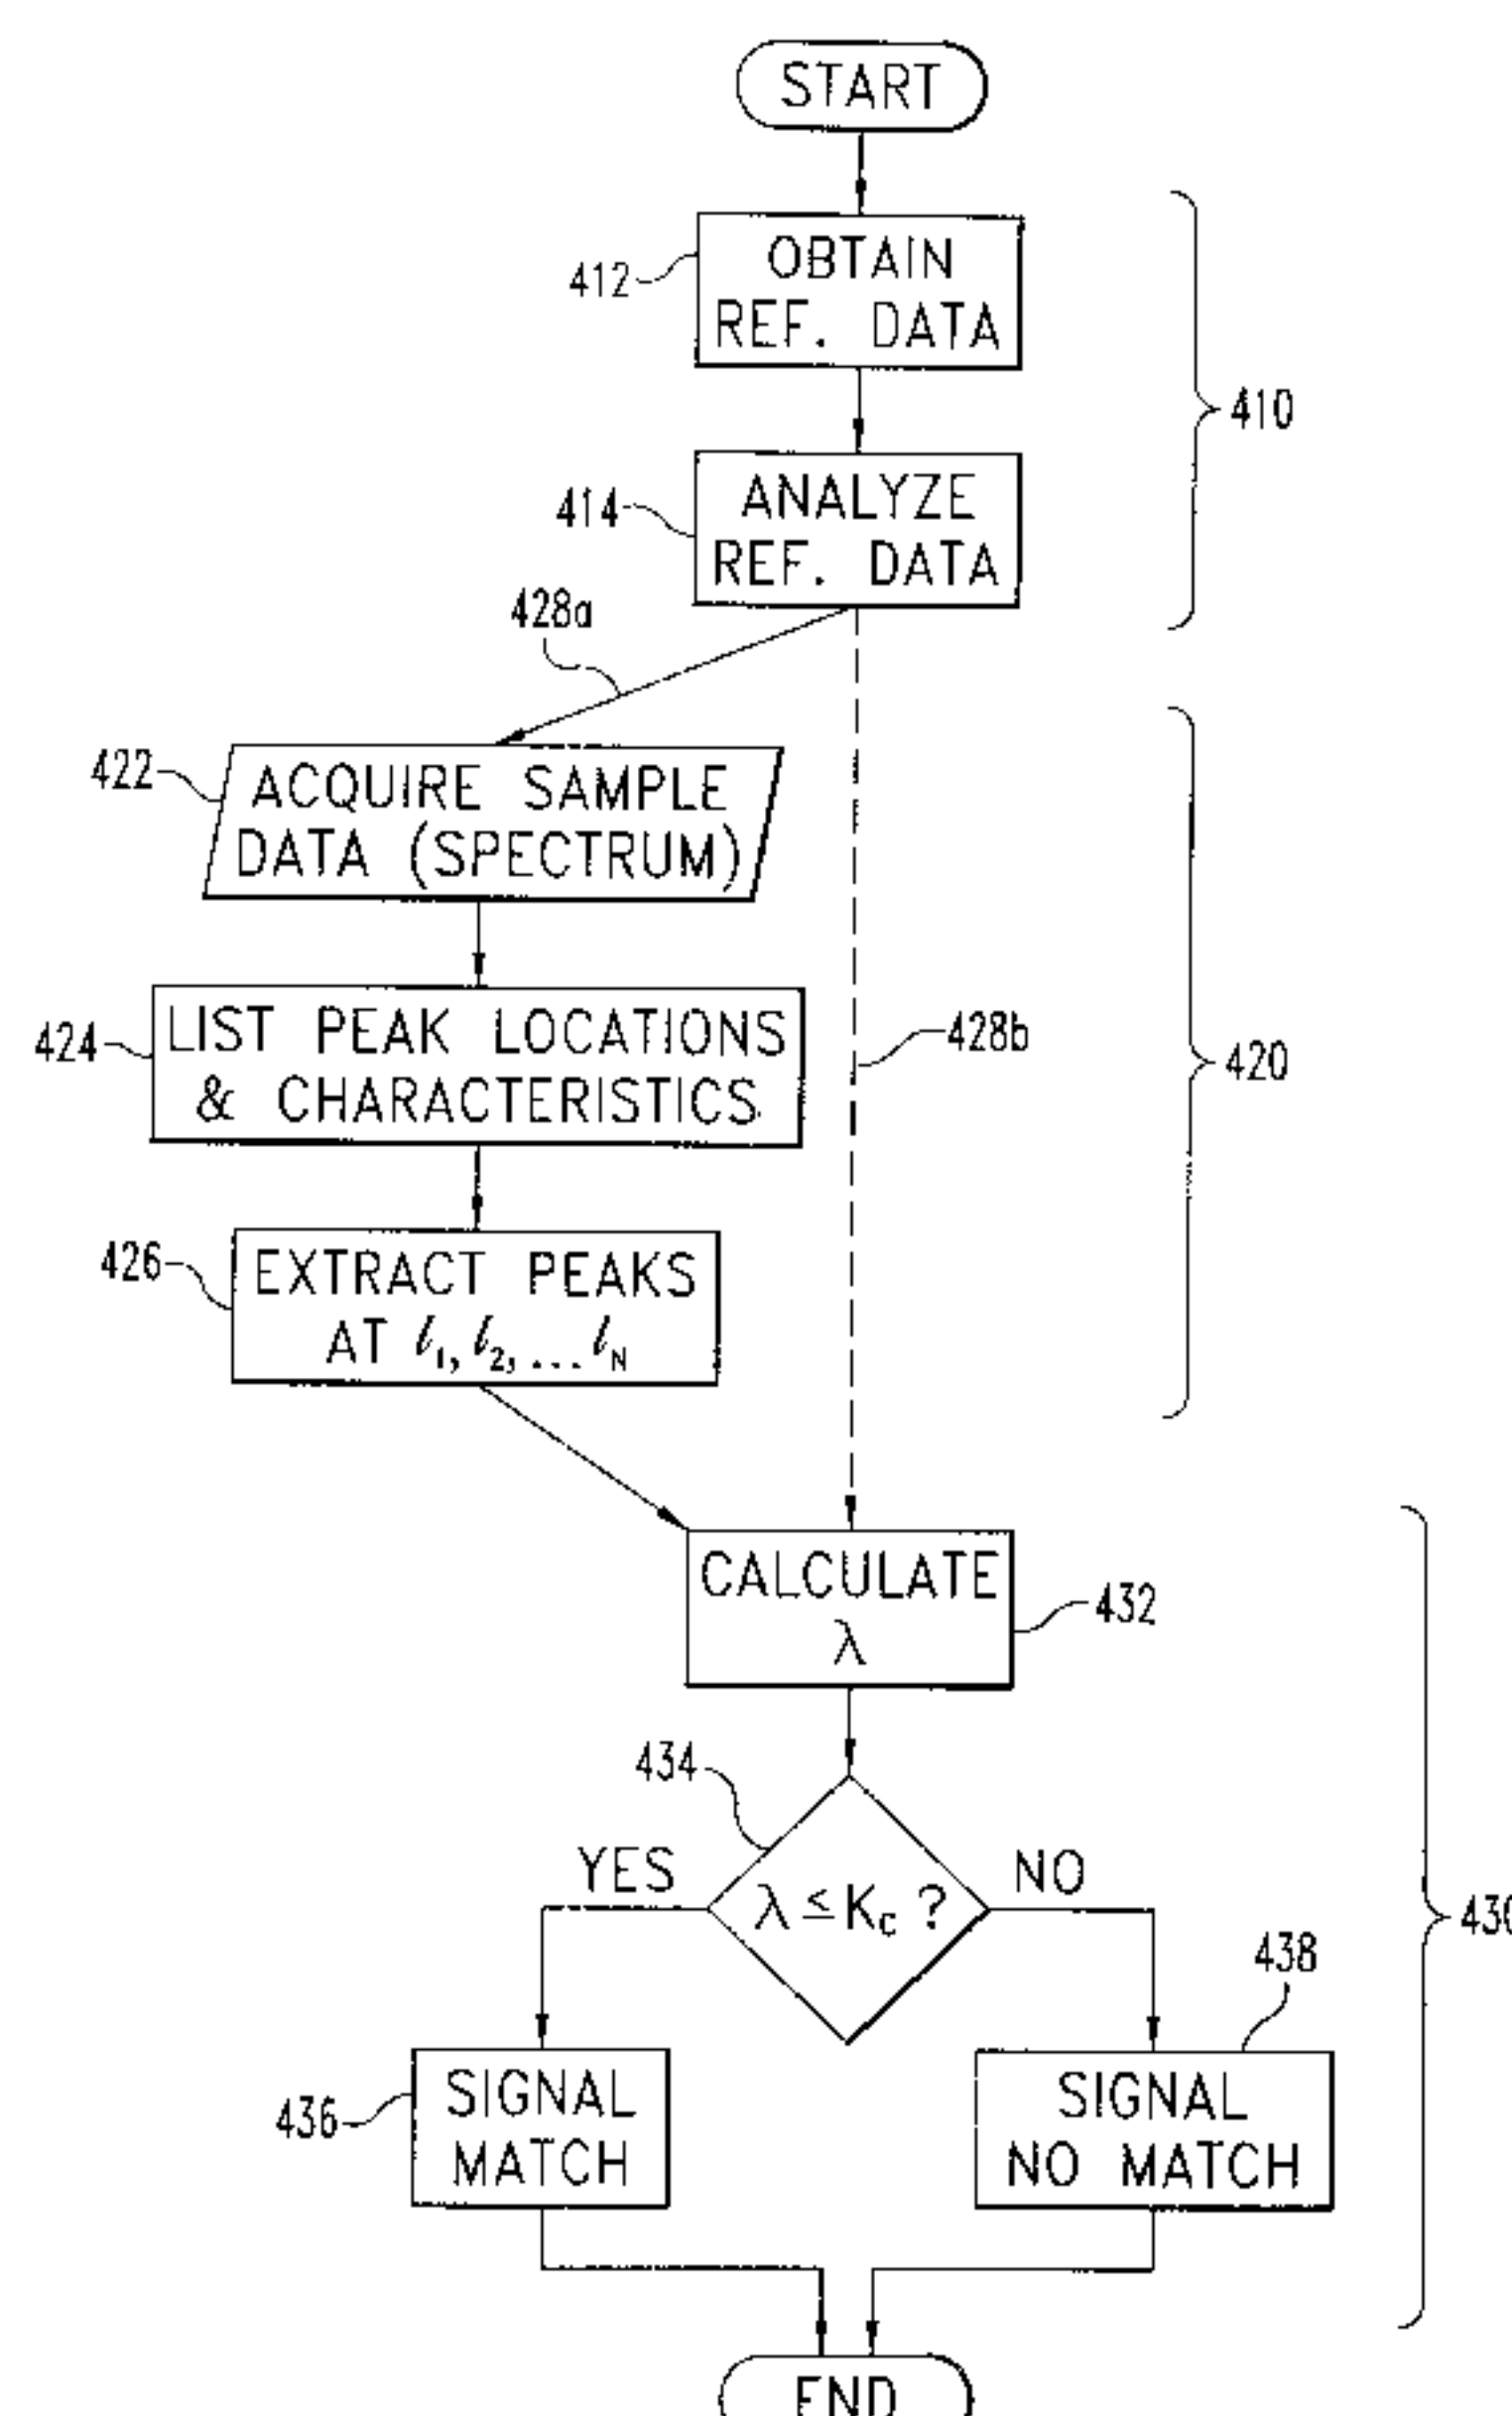 START
412
OBTAIN
REF. DATA
410
414
ANALYZE
REF. DATA
428a
422
ACQUIRE SAMPLE
DATA (SPECTRUM)
424
LIST PEAK LOCATIONS
& CHARACTERISTICS
428b
420
426
EXTRACT PEAKS
AT ℓ₁, ℓ₂, ... ℓN
CALCULATE
λ
432
434
YES
λ ≤ Kc ?
NO
430
438
436
SIGNAL
MATCH
SIGNAL
NO MATCH
END